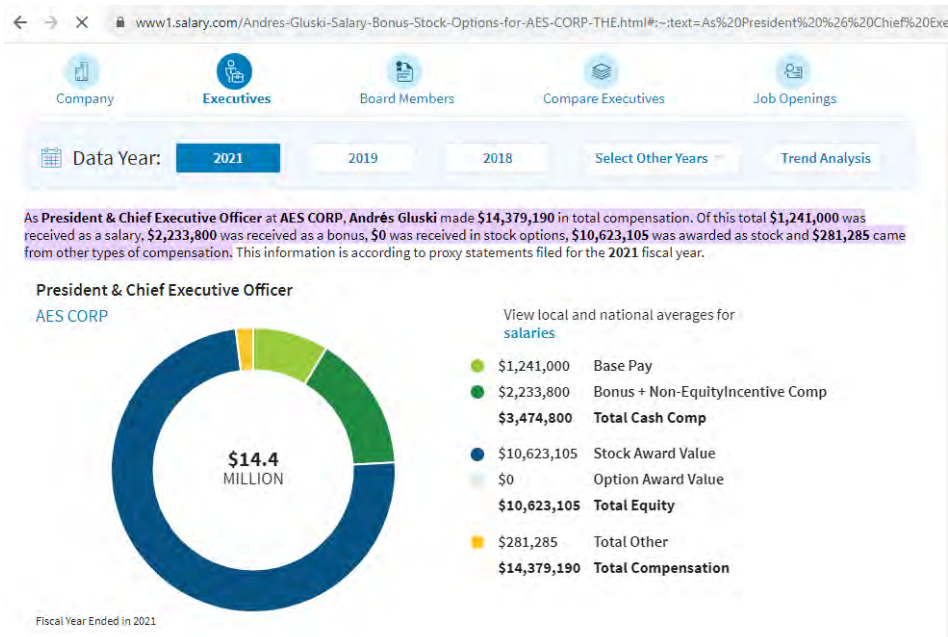 www1.salary.com/Andres-Gluski-Salary-Bonus-Stock-Options-for-AES-CORP-THE.html#:~:text=As%20President%20%26%20Chief%20Exe
Company Executives Board Members Compare Executives Job Openings
Data Year: 2021 2019 2018 Select Other Years Trend Analysis
As President & Chief Executive Officer at AES CORP, Andrés Gluski made $14,379,190 in total compensation. Of this total $1,241,000 was
received as a salary, $2,233,800 was received as a bonus, $0 was received in stock options, $10,623,105 was awarded as stock and $281,285 came
from other types of compensation. This information is according to proxy statements filed for the 2021 fiscal year.
President & Chief Executive Officer
AES CORP
$14.4
MILLION
View local and national averages for
salaries
$1,241,000 Base Pay
$2,233,800 Bonus + Non-EquityIncentive Comp
$3,474,800 Total Cash Comp
$10,623,105 Stock Award Value
$0 Option Award Value
$10,623,105 Total Equity
$281,285 Total Other
$14,379,190 Total Compensation
Fiscal Year Ended in 2021